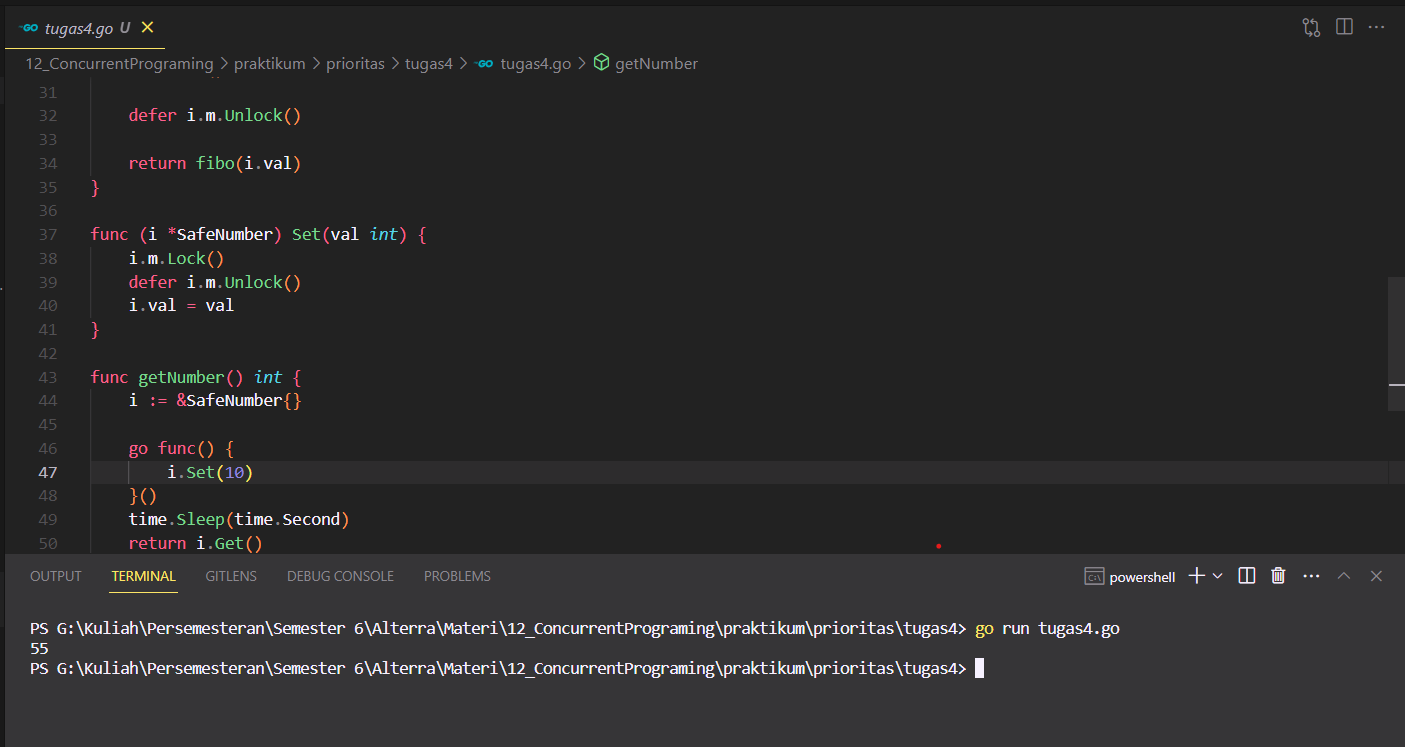 GO tugas4.go U
12_ConcurrentPrograming > praktikum > prioritas > tugas4 > GO tugas4.go > getNumber
31
32 defer i.m.Unlock()
33
34 return fibo(i.val)
35 }
36
37 func (i *SafeNumber) Set(val int) {
38 i.m.Lock()
39 defer i.m.Unlock()
40 i.val = val
41 }
42
43 func getNumber() int {
44 i := &SafeNumber{}
45
46 go func() {
47 i.Set(10)
48 }()
49 time.Sleep(time.Second)
50 return i.Get()
OUTPUT TERMINAL GITLENS DEBUG CONSOLE PROBLEMS powershell
PS G:\Kuliah\Persemesteran\Semester 6\Alterra\Materi\12_ConcurrentPrograming\praktikum\prioritas\tugas4> go run tugas4.go
55
PS G:\Kuliah\Persemesteran\Semester 6\Alterra\Materi\12_ConcurrentPrograming\praktikum\prioritas\tugas4>